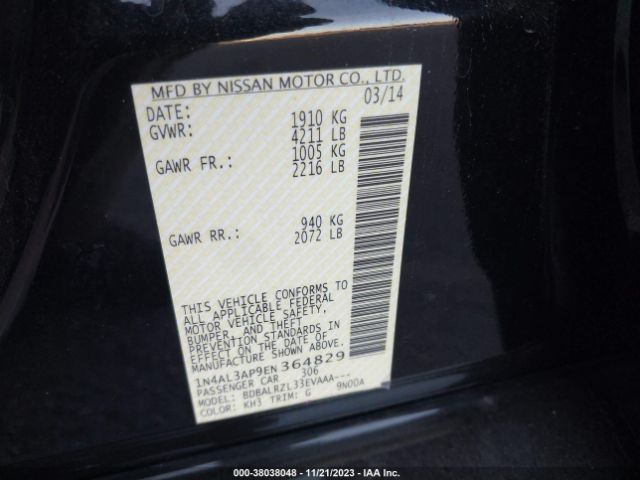 MFD BY NISSAN MOTOR CO., LTD.
DATE: 03/14
GVWR: 1910 KG
4211 LB
GAWR FR.: 1005 KG
2216 LB
GAWR RR.: 940 KG
2072 LB
THIS VEHICLE CONFORMS TO
ALL APPLICABLE FEDERAL
MOTOR VEHICLE SAFETY,
BUMPER, AND THEFT
PREVENTION STANDARDS IN
EFFECT ON THE DATE OF
MANUFACTURE SHOWN ABOVE.
1N4AL3AP9EN364829
PASSENGER CAR 306
MODEL: BDBALRZL33EVAAA---
COLOR: KH3 TRIM: G 9N00A
000-38038048 - 11/21/2023 - IAA Inc.